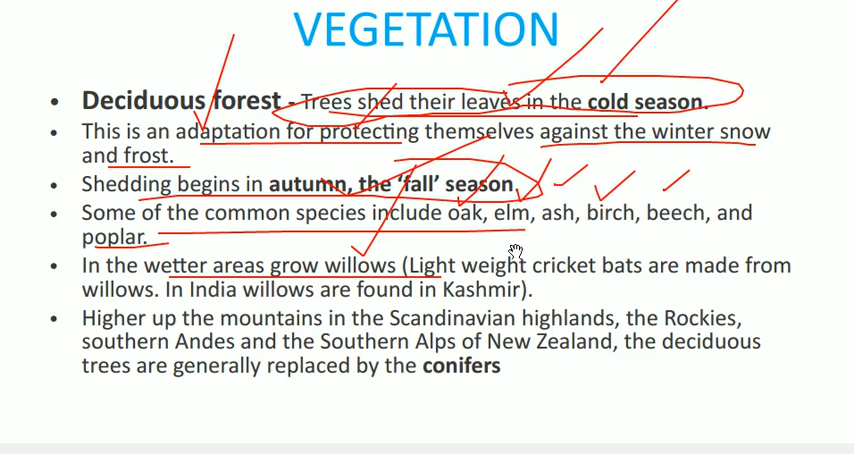 VEGETATION
• Deciduous forest - Trees shed their leaves in the cold season.
• This is an adaptation for protecting themselves against the winter snow
and frost.
• Shedding begins in autumn, the 'fall' season.
• Some of the common species include oak, elm, ash, birch, beech, and
poplar.
• In the wetter areas grow willows (Light weight cricket bats are made from
willows. In India willows are found in Kashmir).
• Higher up the mountains in the Scandinavian highlands, the Rockies,
southern Andes and the Southern Alps of New Zealand, the deciduous
trees are generally replaced by the conifers